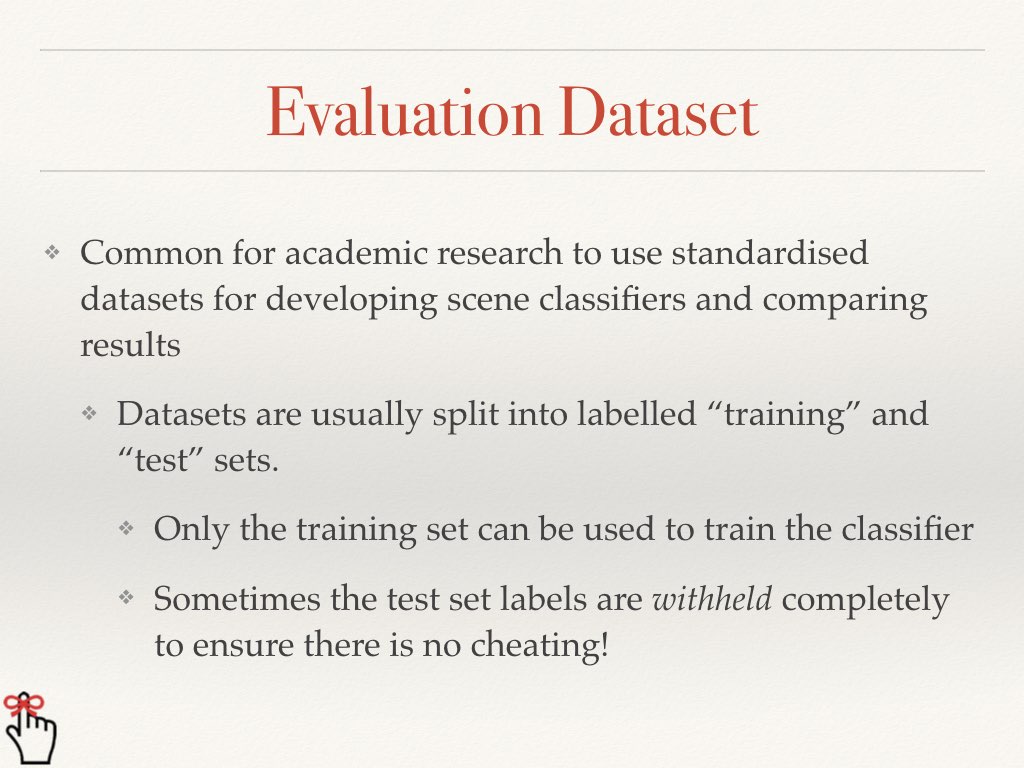 Evaluation Dataset
❖ Common for academic research to use standardised
datasets for developing scene classifiers and comparing
results
❖ Datasets are usually split into labelled “training” and
“test” sets.
❖ Only the training set can be used to train the classifier
❖ Sometimes the test set labels are withheld completely
to ensure there is no cheating!